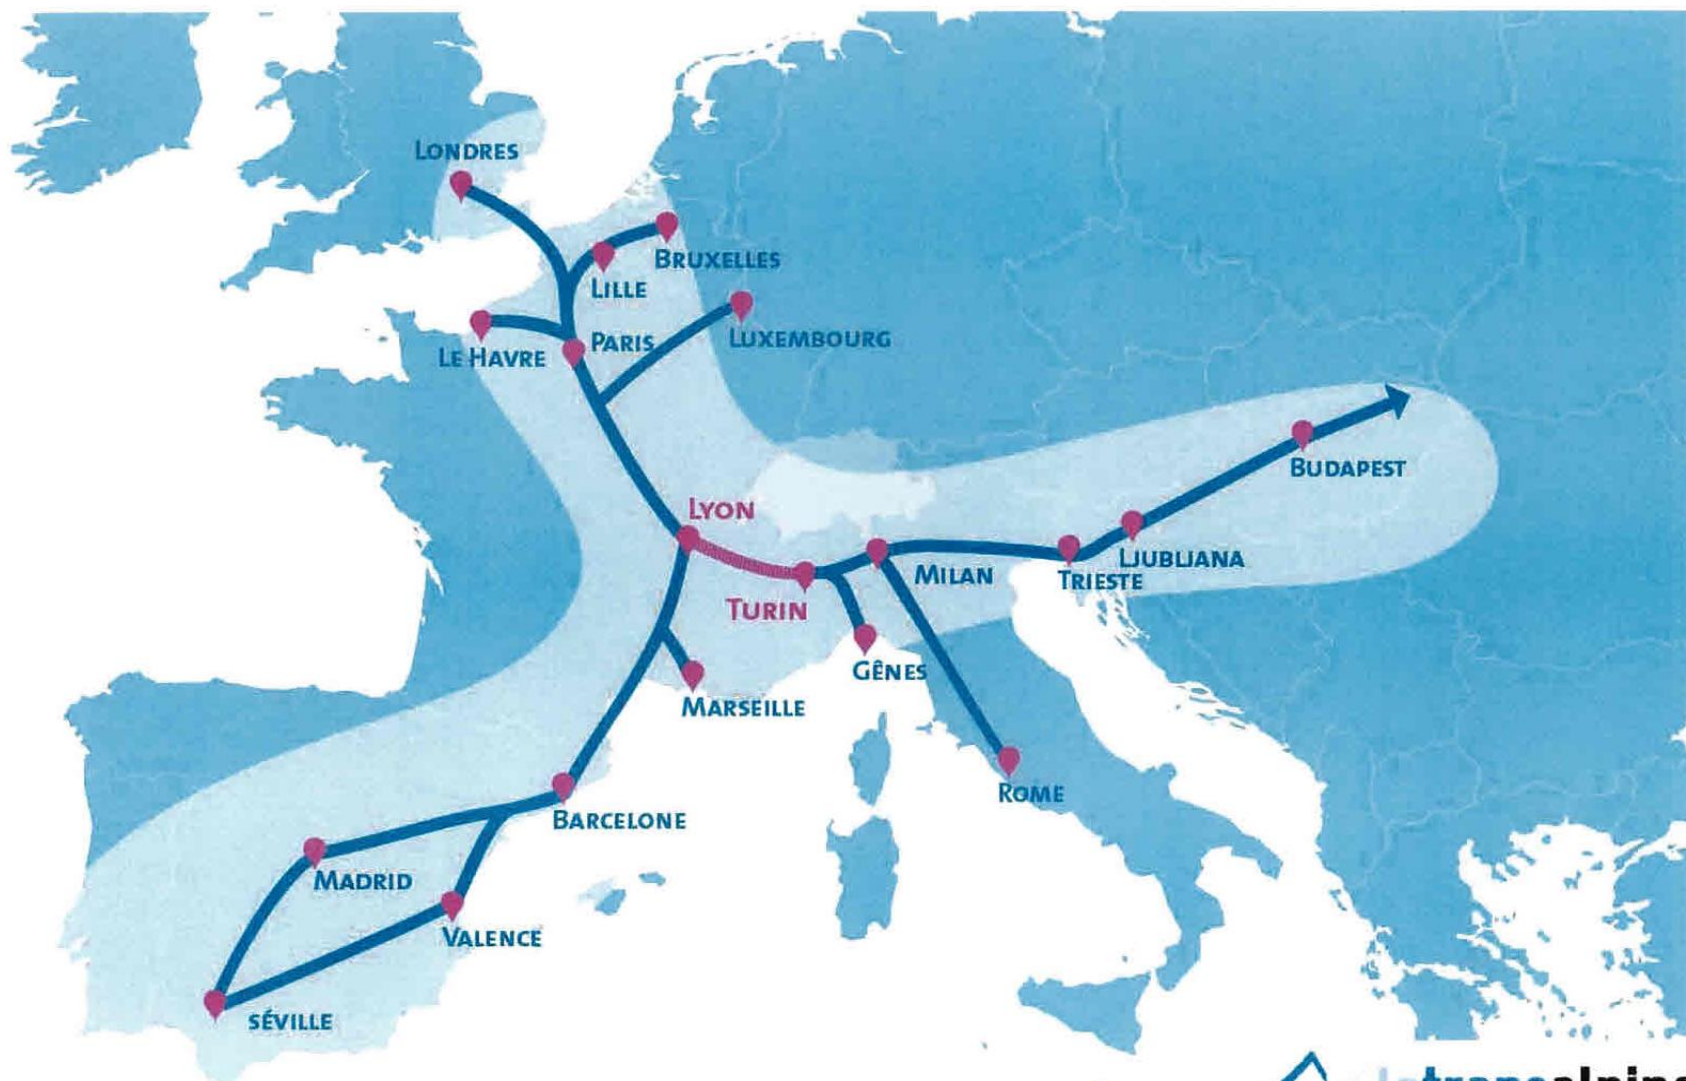 LONDRES
BRUXELLES
LILLE
LE HAVRE
PARIS
LUXEMBOURG
BUDAPEST
LYON
LJUBLJANA
MILAN
TRIESTE
TURIN
GÊNES
MARSEILLE
ROME
BARCELONE
MADRID
VALENCE
SÉVILLE